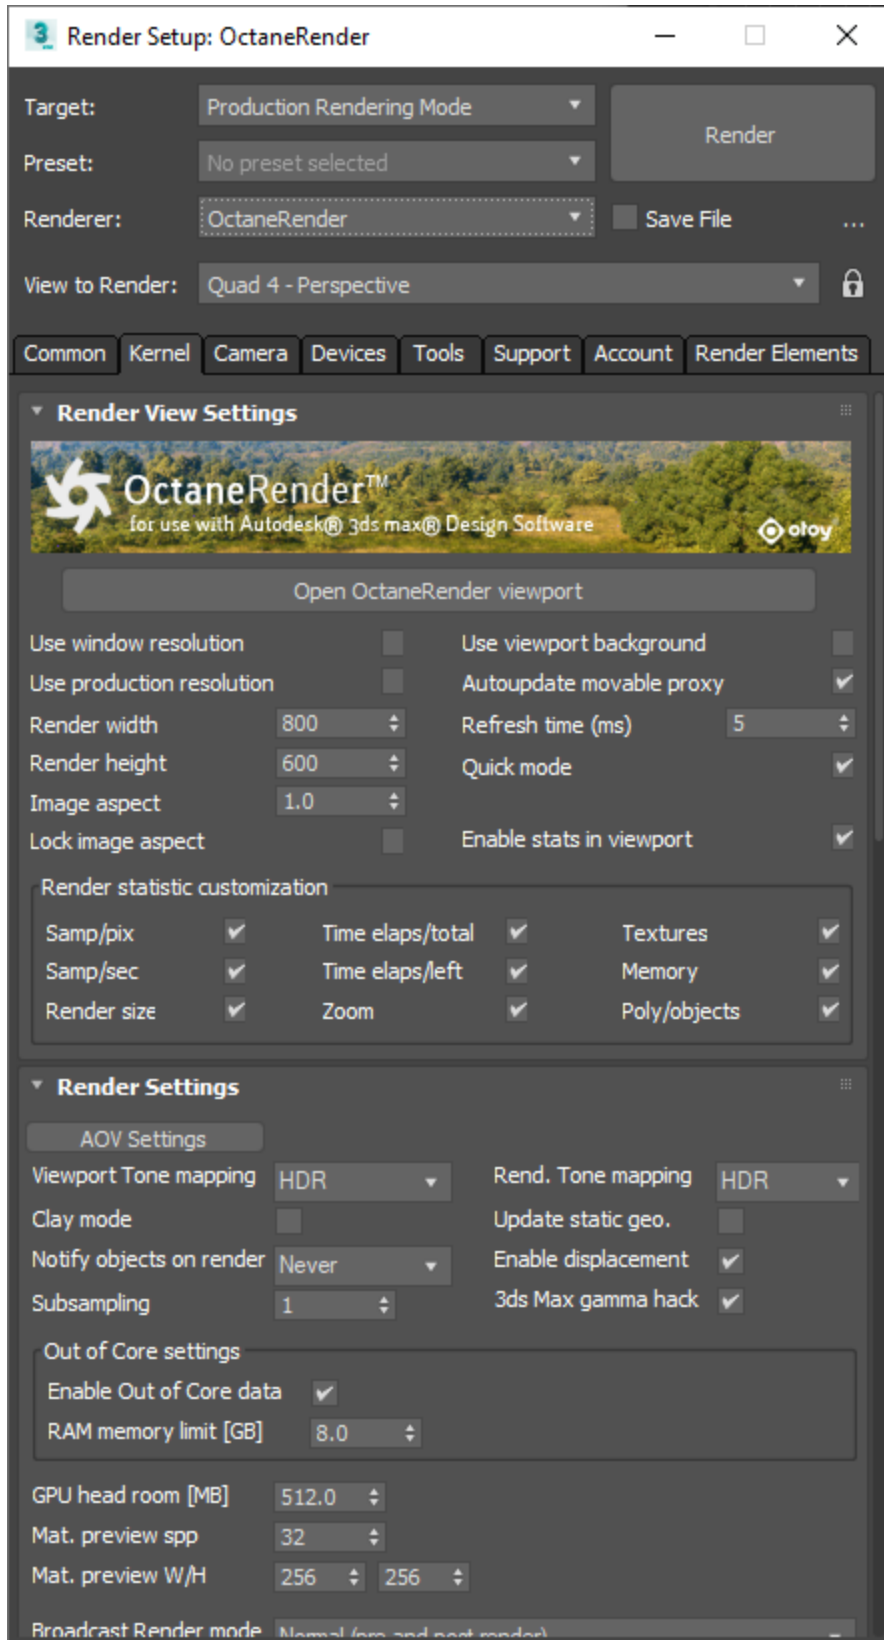 Render Setup: OctaneRender
Target: Production Rendering Mode
Render
Preset: No preset selected
Renderer: OctaneRender Save File ...
View to Render: Quad 4 - Perspective
Common Kernel Camera Devices Tools Support Account Render Elements
Render View Settings
OctaneRender™
for use with Autodesk® 3ds max® Design Software
otoy
Open OctaneRender viewport
Use window resolution Use viewport background
Use production resolution Autoupdate movable proxy
Render width 800 Refresh time (ms) 5
Render height 600 Quick mode
Image aspect 1.0
Lock image aspect Enable stats in viewport
Render statistic customization
Samp/pix Time elaps/total Textures
Samp/sec Time elaps/left Memory
Render size Zoom Poly/objects
Render Settings
AOV Settings
Viewport Tone mapping HDR Rend. Tone mapping HDR
Clay mode Update static geo.
Notify objects on render Never Enable displacement
Subsampling 1 3ds Max gamma hack
Out of Core settings
Enable Out of Core data
RAM memory limit [GB] 8.0
GPU head room [MB] 512.0
Mat. preview spp 32
Mat. preview W/H 256 256
Broadcast Render mode Normal (pre and post render)